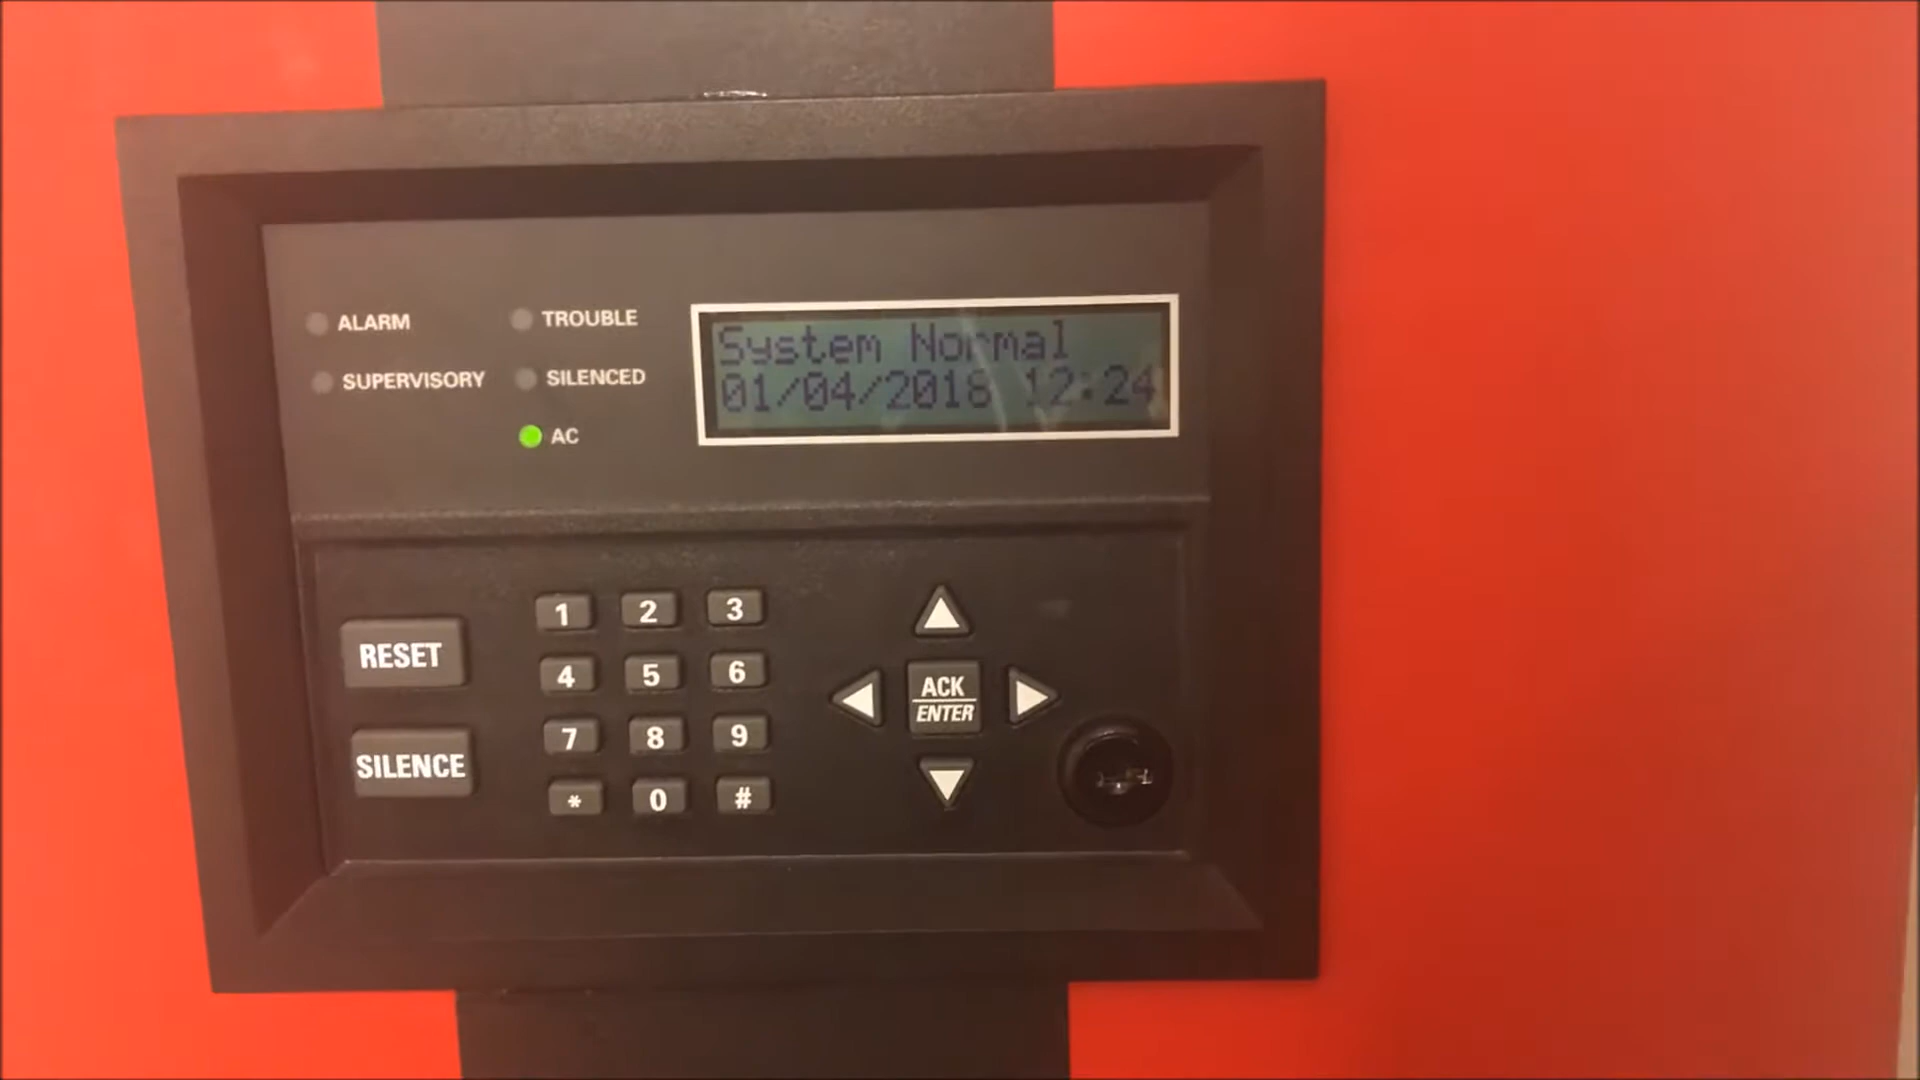 ALARM
TROUBLE
SUPERVISORY
SILENCED
AC
System Normal
01/04/2018 12:24
RESET
SILENCE
1 2 3
4 5 6
7 8 9
* 0 #
ACK
ENTER